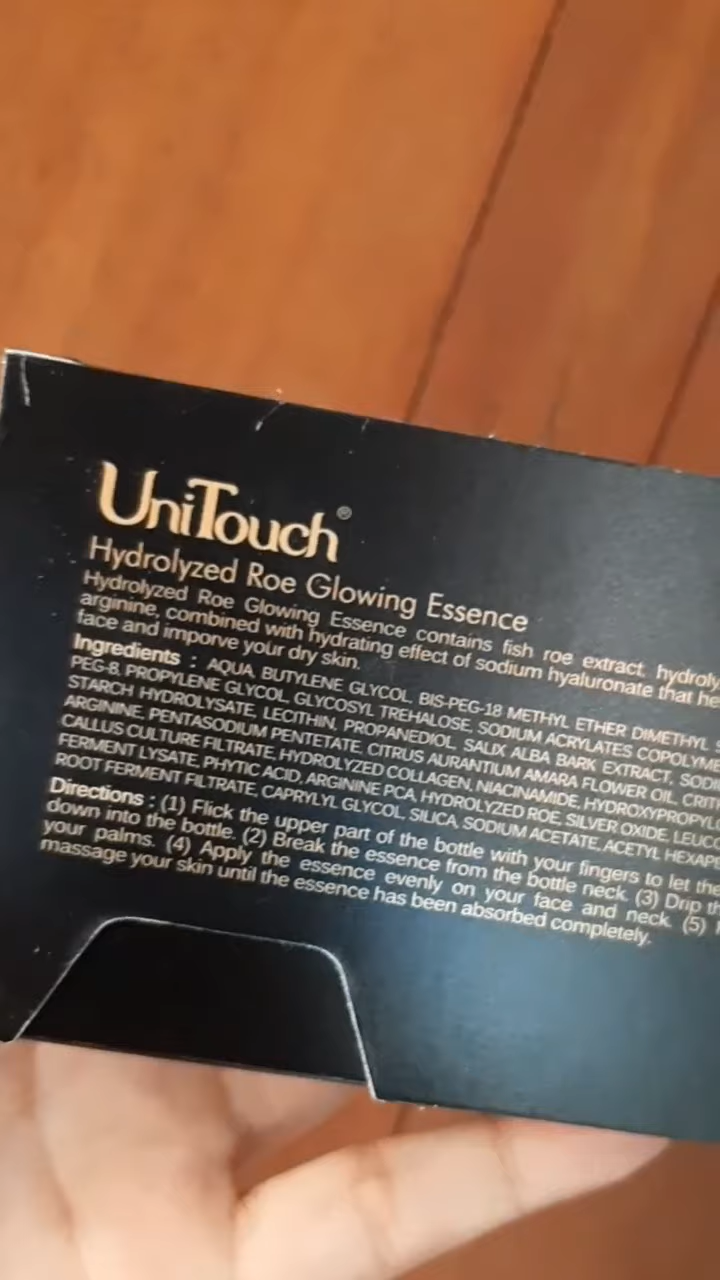 UniTouch®
Hydrolyzed Roe Glowing Essence
Hydrolyzed Roe Glowing Essence contains fish roe extract, hydroly
arginine, combined with hydrating effect of sodium hyaluronate that he
face and imporve your dry skin.
Ingredients : AQUA, BUTYLENE GLYCOL, BIS-PEG-18 METHYL ETHER DIMETHYL
PEG-8, PROPYLENE GLYCOL, GLYCOSYL TREHALOSE, SODIUM ACRYLATES COPOLYME
STARCH HYDROLYSATE, LECITHIN, PROPANEDIOL, SALIX ALBA BARK EXTRACT, SODI
ARGININE, PENTASODIUM PENTETATE, CITRUS AURANTIUM AMARA FLOWER OIL, CRIT
CALLUS CULTURE FILTRATE, HYDROLYZED COLLAGEN, NIACINAMIDE, HYDROXYPROPYL
FERMENT LYSATE, PHYTIC ACID, ARGININE PCA, HYDROLYZED ROE, SILVER OXIDE, LEUCO
ROOT FERMENT FILTRATE, CAPRYLYL GLYCOL, SILICA, SODIUM ACETATE, ACETYL HEXAPE
Directions : (1) Flick the upper part of the bottle with your fingers to let the
down into the bottle. (2) Break the essence from the bottle neck. (3) Drip th
your palms. (4) Apply the essence evenly on your face and neck. (5)
massage your skin until the essence has been absorbed completely.